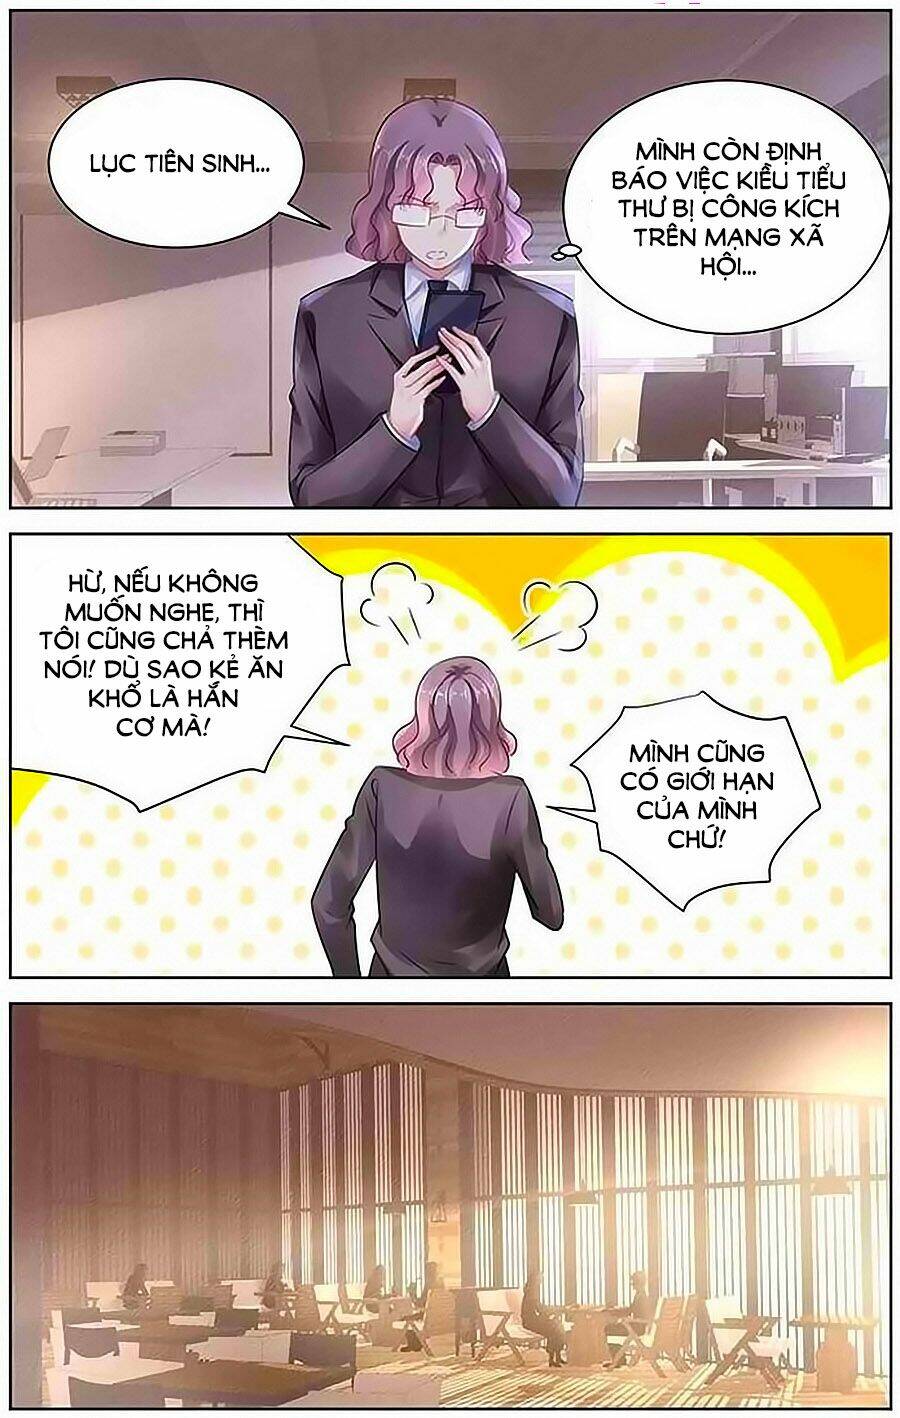 LỤC TIÊN SINH...
MÌNH CÒN ĐỊNH
BÁO VIỆC KIỀU TIỂU
THƯ BỊ CÔNG KÍCH
TRÊN MẠNG XÃ
HỘI...
HỪ, NẾU KHÔNG
MUỐN NGHE, THÌ
TÔI CŨNG CHẢ THÈM
NÓI! DÙ SAO KẺ ĂN
KHỔ LÀ HẮN
CƠ MÀ!
MÌNH CŨNG
CÓ GIỚI HẠN
CỦA MÌNH
CHỨ!